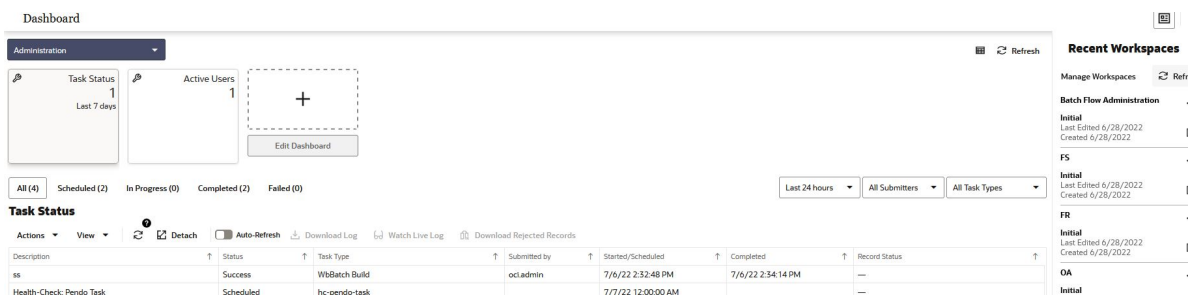 Dashboard
Administration
Refresh
Task Status
1
Last 7 days
Active Users
1
+
Edit Dashboard
All (4) Scheduled (2) In Progress (0) Completed (2) Failed (0)
Last 24 hours All Submitters All Task Types
Task Status
Actions View ? Detach Auto-Refresh Download Log Watch Live Log Download Rejected Records
Description Status Task Type Submitted by Started/Scheduled Completed Record Status
ss Success WbBatch Build ocl.admin 7/6/22 2:32:48 PM 7/6/22 2:34:14 PM —
Health-Check: Pendo Task Scheduled hc-pendo-task 7/7/22 12:00:00 AM —
Recent Workspaces
Manage Workspaces Refr
Batch Flow Administration
Initial
Last Edited 6/28/2022
Created 6/28/2022
FS
Initial
Last Edited 6/28/2022
Created 6/28/2022
FR
Initial
Last Edited 6/28/2022
Created 6/28/2022
OA
Initial